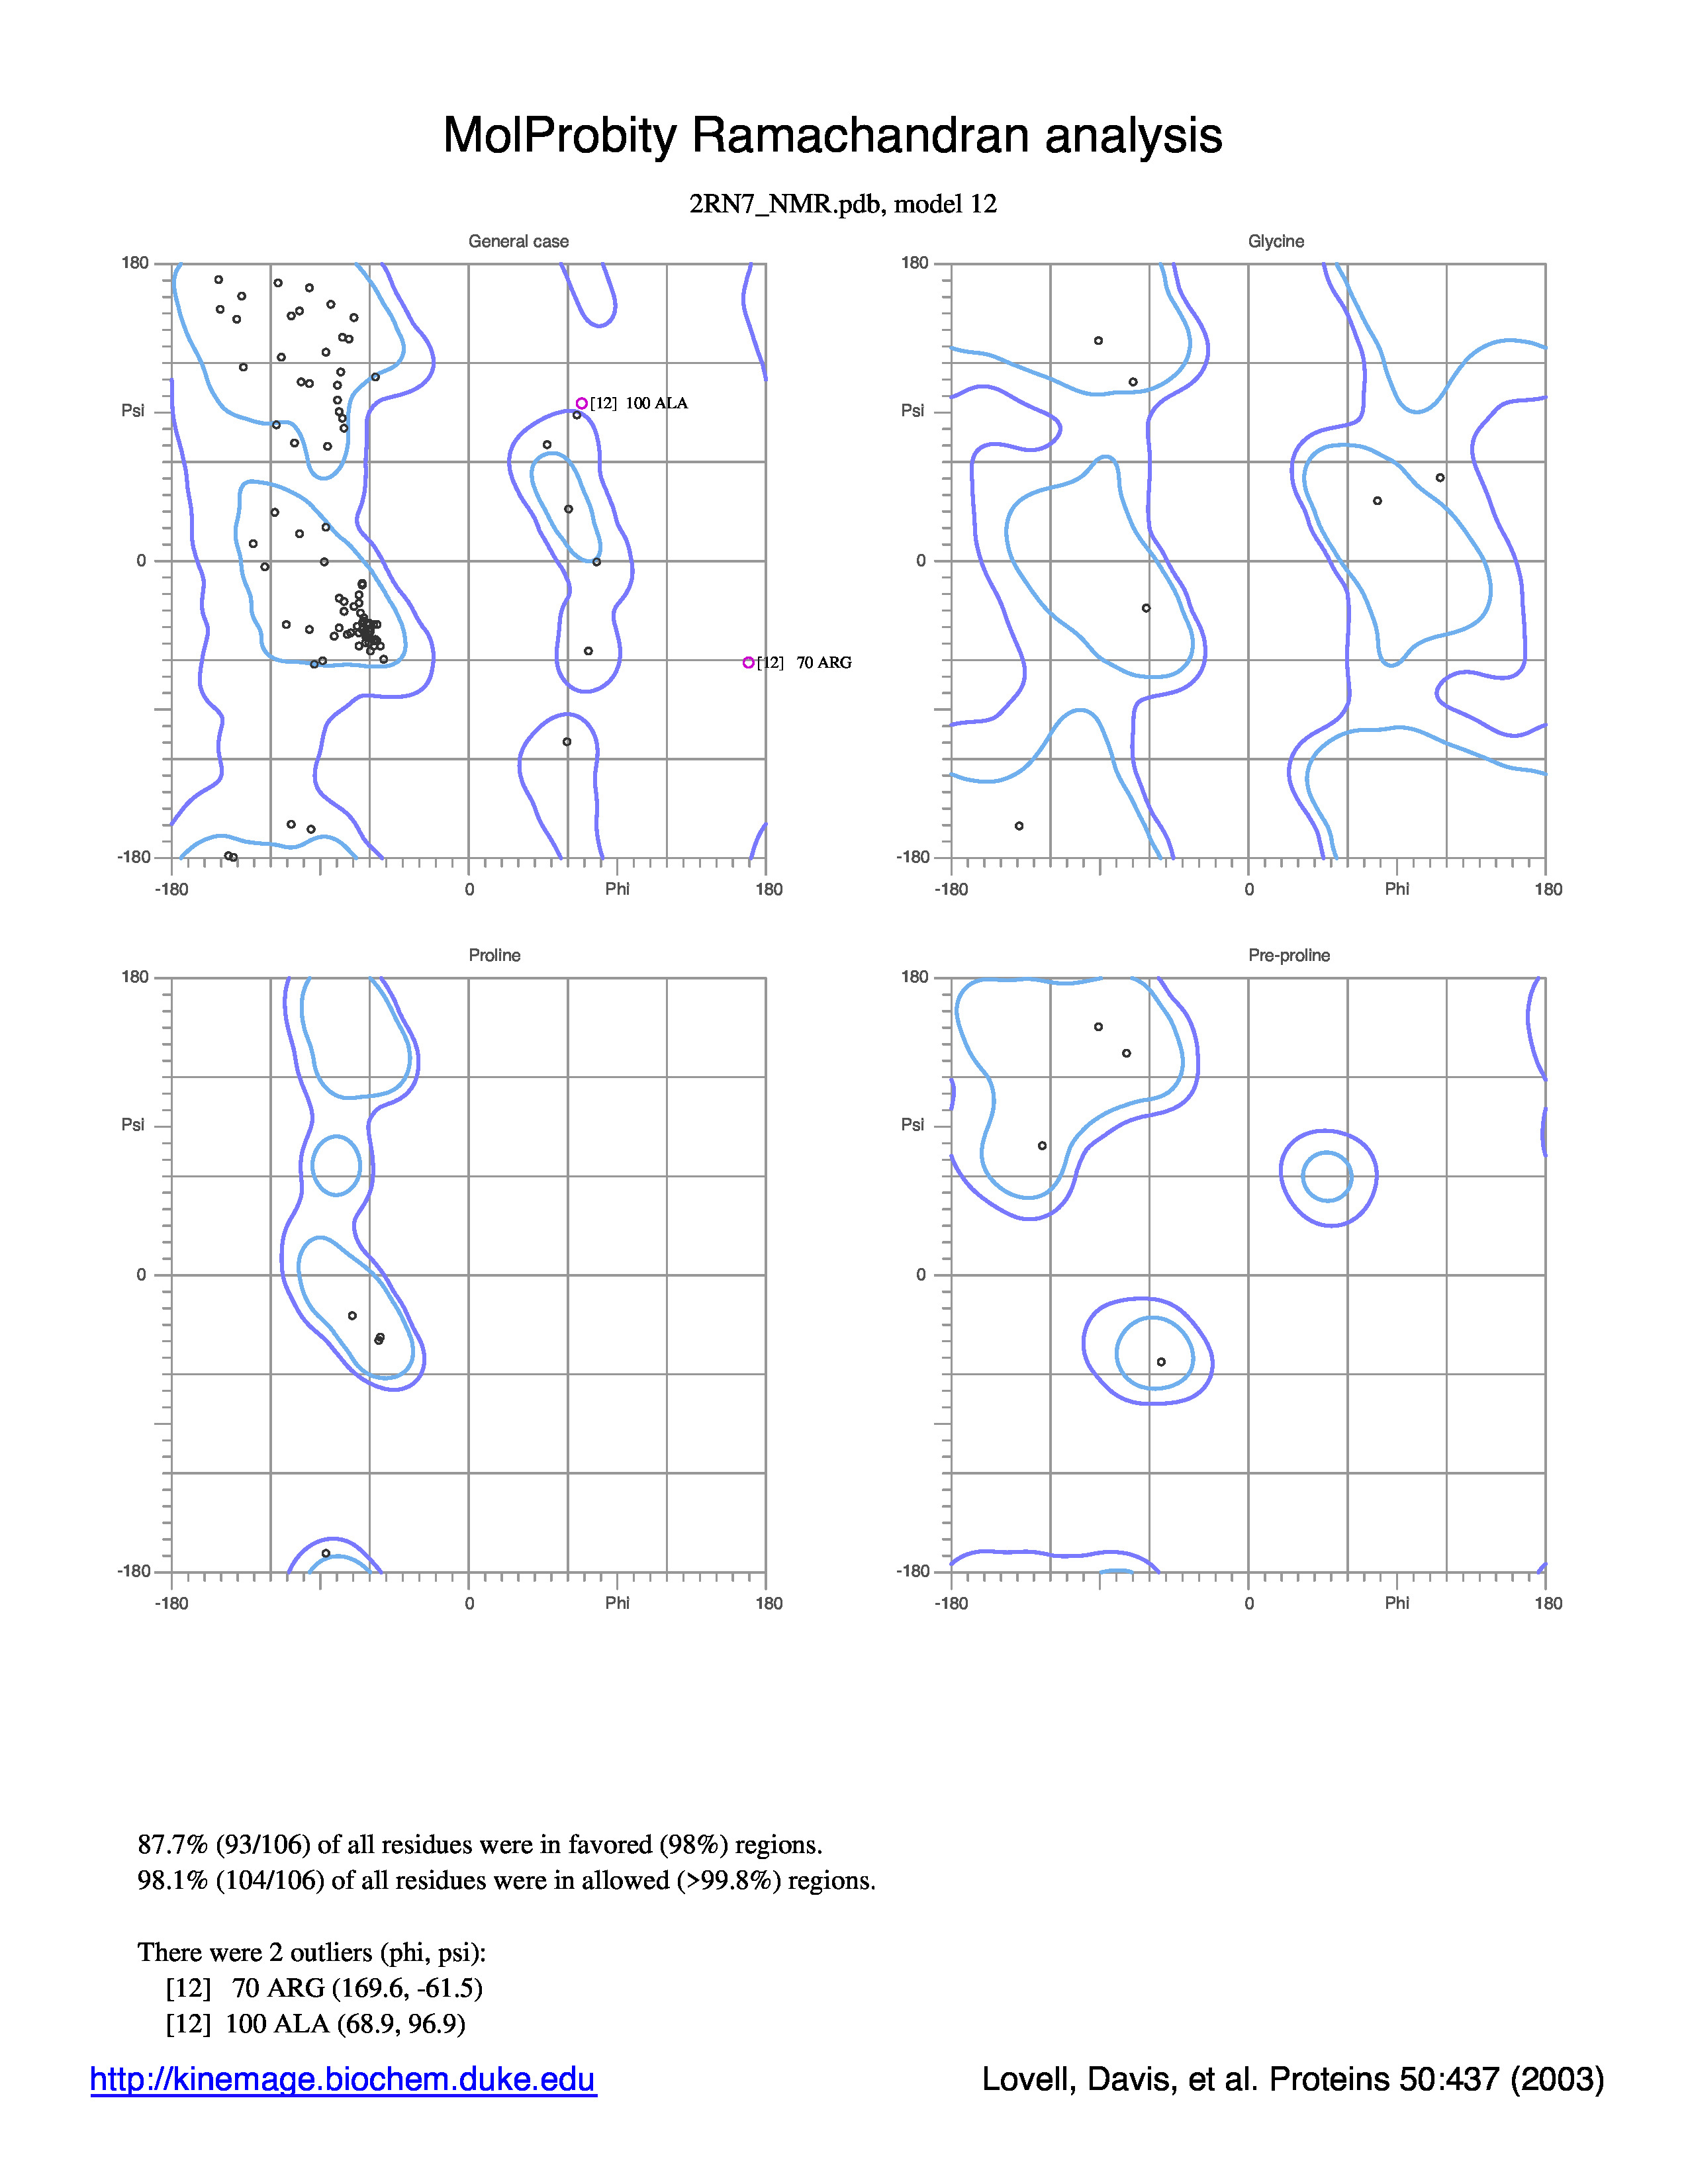 MolProbity Ramachandran analysis
2RN7_NMR.pdb, model 12
General case
180
Psi
0
-180
-180
0
Phi
180
[12] 100 ALA
[12] 70 ARG
Glycine
180
Psi
0
-180
-180
0
Phi
180
Proline
180
Psi
0
-180
-180
0
Phi
180
Pre-proline
180
Psi
0
-180
-180
0
Phi
180
87.7% (93/106) of all residues were in favored (98%) regions.
98.1% (104/106) of all residues were in allowed (>99.8%) regions.
There were 2 outliers (phi, psi):
[12] 70 ARG (169.6, -61.5)
[12] 100 ALA (68.9, 96.9)
http://kinemage.biochem.duke.edu
Lovell, Davis, et al. Proteins 50:437 (2003)